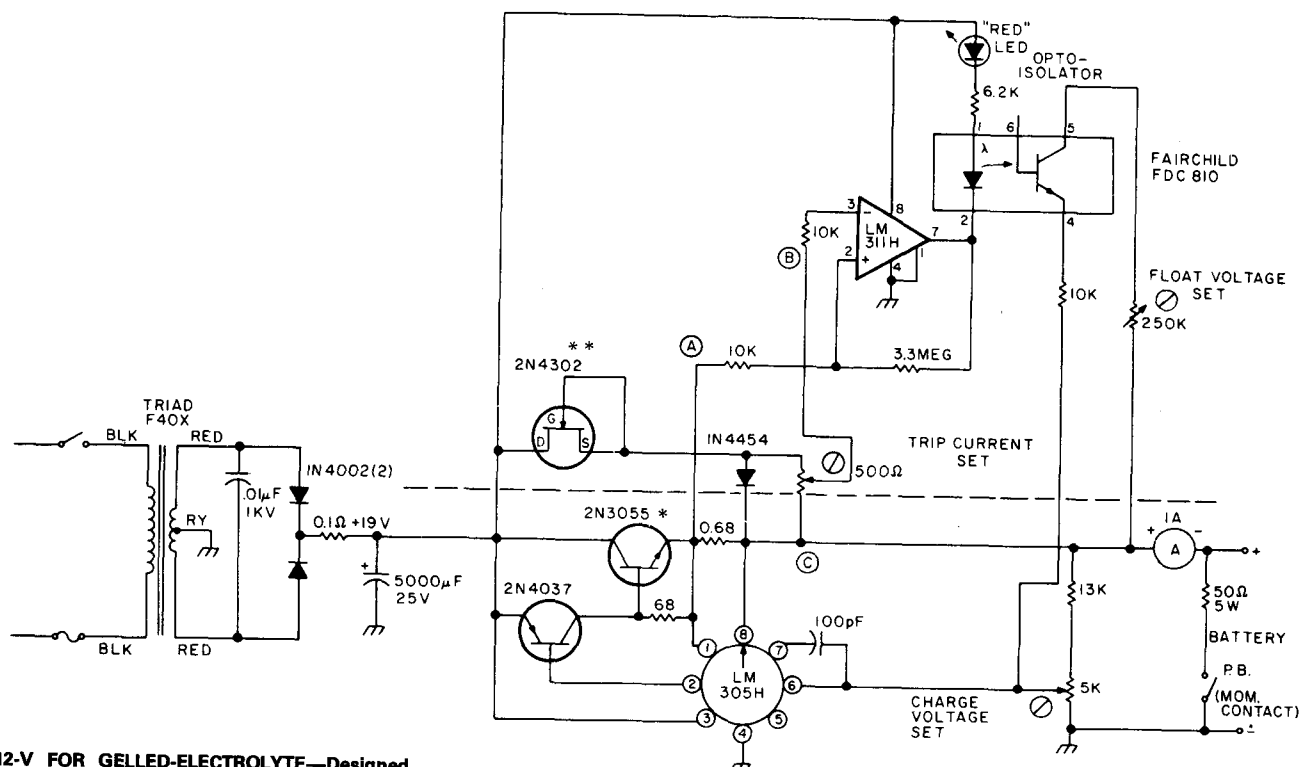 "RED"
LED
OPTO-
ISOLATOR
6.2K
1
6
5
λ
FAIRCHILD
FDC 810
2
4
3
-
8
10K
LM
311H
7
2
+
4
1
B
10K
FLOAT VOLTAGE
SET
250K
A
10K
3.3MEG
**
2N4302
G
D
S
1N4454
TRIP CURRENT
SET
500Ω
TRIAD
F40X
BLK
RED
1N4002(2)
.01µF
1KV
RY
0.1Ω
+19V
2N3055 *
0.68
C
1A
+
A
-
+
5000µF
25V
+
2N4037
68
13K
50Ω
5W
BLK
RED
100pF
BATTERY
1
8
7
2
LM
305H
6
3
5
4
CHARGE
VOLTAGE
SET
5K
P.B.
(MOM.
CONTACT)
12-V FOR GELLED-ELECTROLYTE—Designed